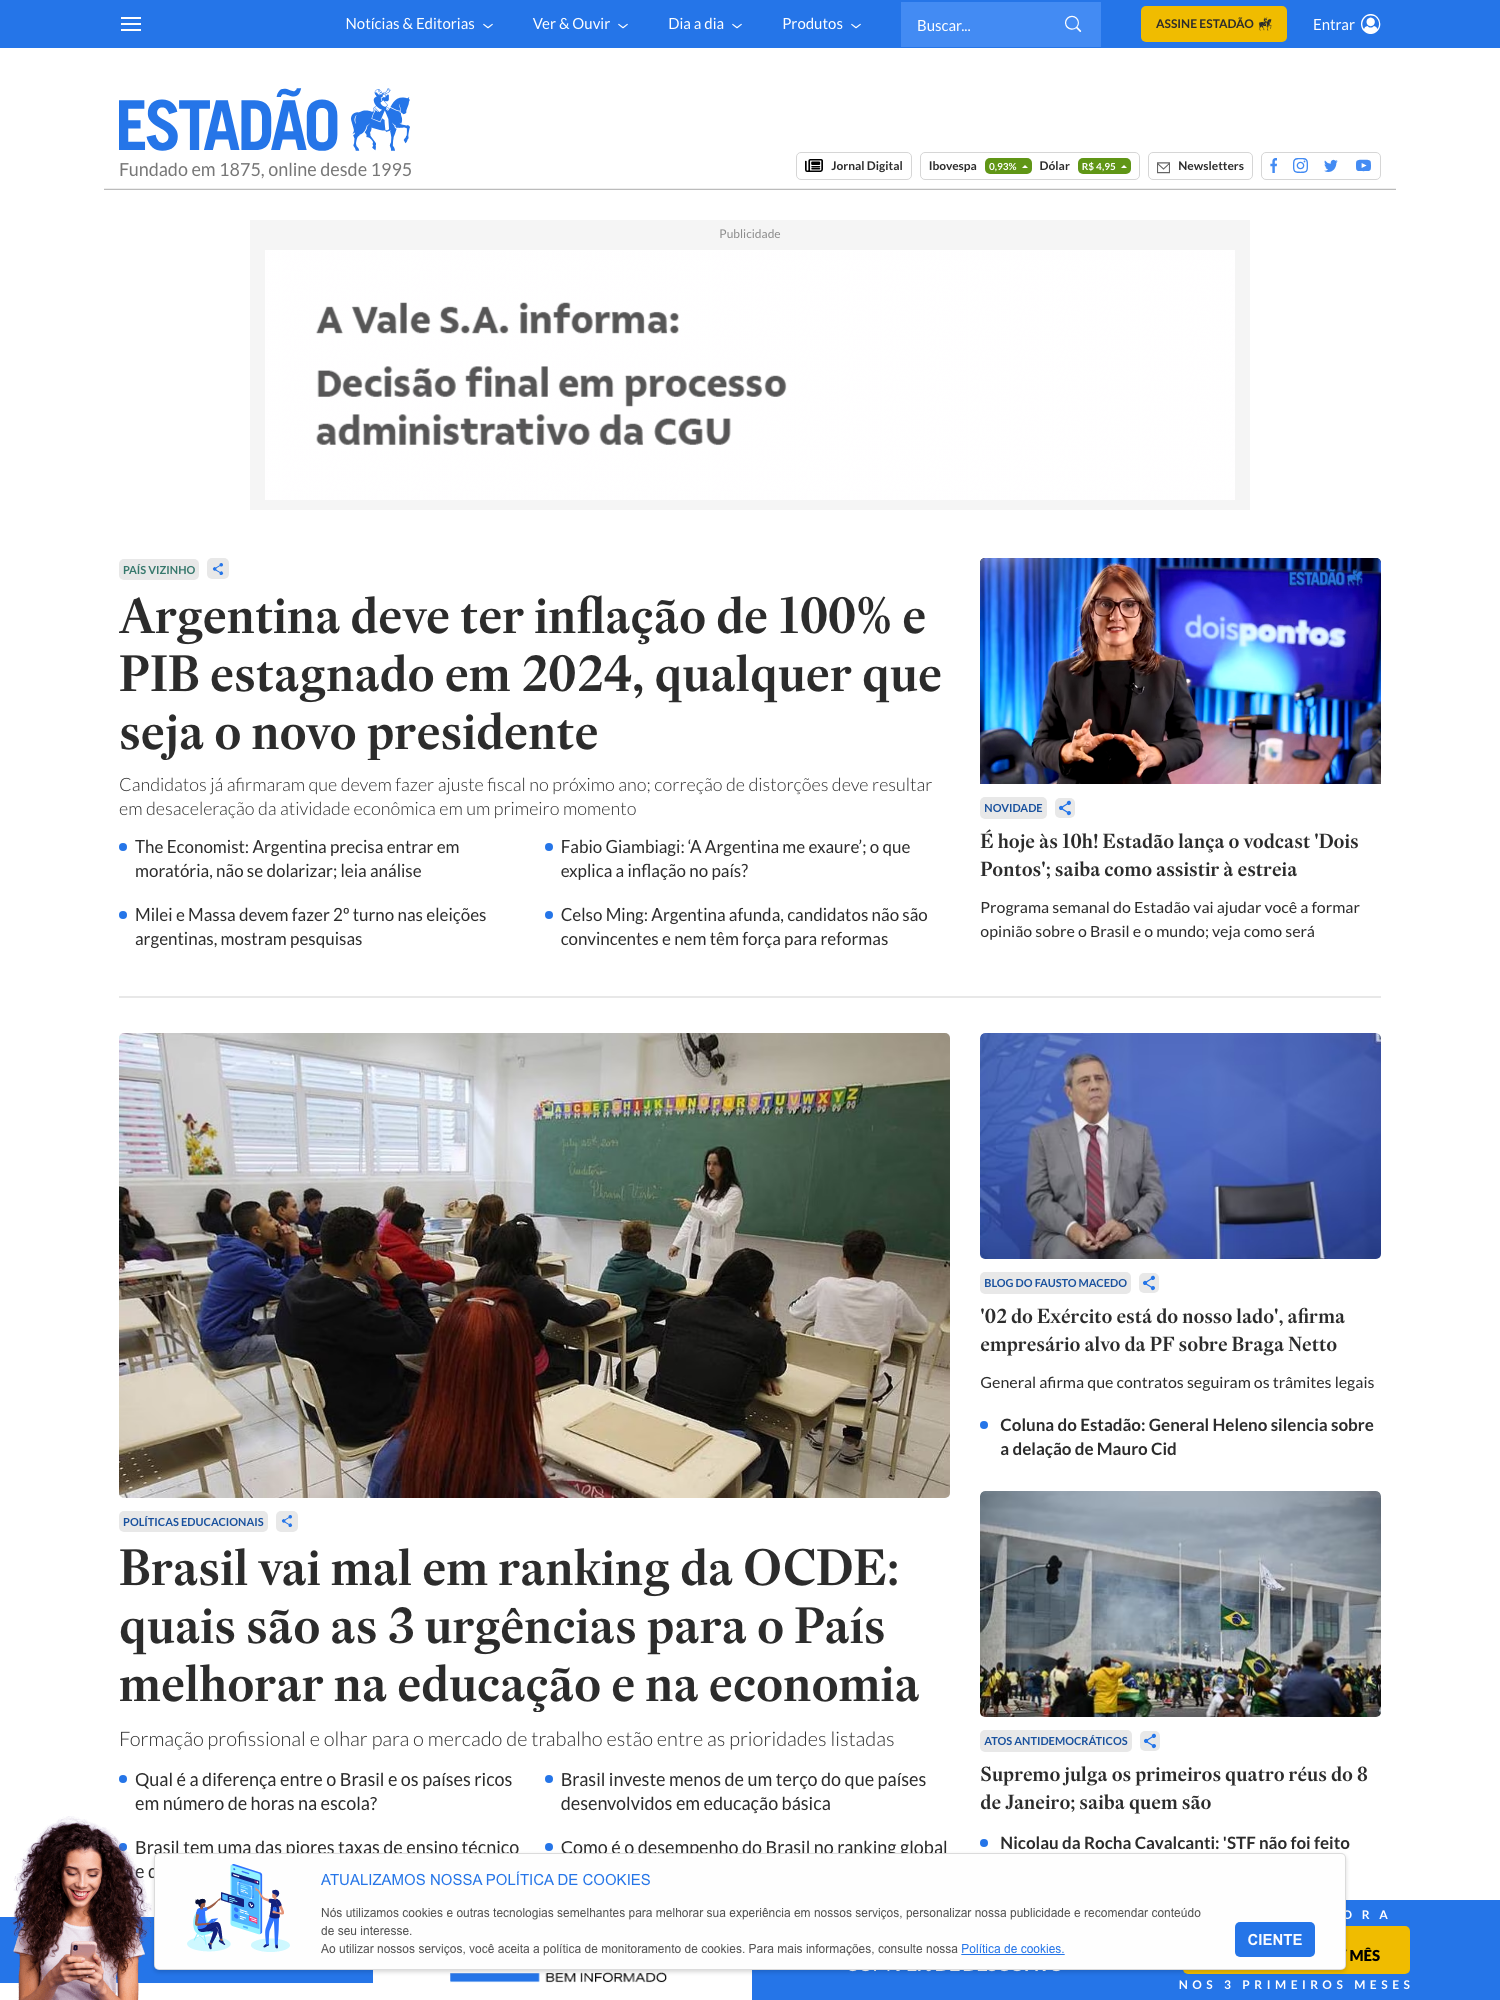 Notícias & Editorias
Ver & Ouvir
Dia a dia
Produtos
Buscar...
ASSINE ESTADÃO
Entrar
ESTADÃO
Fundado em 1875, online desde 1995
Jornal Digital
Ibovespa 0,93% Dólar R$ 4,95
Newsletters
Publicidade
A Vale S.A. informa:
Decisão final em processo
administrativo da CGU
PAÍS VIZINHO
Argentina deve ter inflação de 100% e
PIB estagnado em 2024, qualquer que
seja o novo presidente
Candidatos já afirmaram que devem fazer ajuste fiscal no próximo ano; correção de distorções deve resultar
em desaceleração da atividade econômica em um primeiro momento
The Economist: Argentina precisa entrar em
moratória, não se dolarizar; leia análise
Fabio Giambiagi: ‘A Argentina me exaure’; o que
explica a inflação no país?
Milei e Massa devem fazer 2º turno nas eleições
argentinas, mostram pesquisas
Celso Ming: Argentina afunda, candidatos não são
convincentes e nem têm força para reformas
ESTADÃO
doispontos
NOVIDADE
É hoje às 10h! Estadão lança o vodcast 'Dois
Pontos'; saiba como assistir à estreia
Programa semanal do Estadão vai ajudar você a formar
opinião sobre o Brasil e o mundo; veja como será
ABCDEFGHIJKLMNOPQRSTUVWXYZ
POLÍTICAS EDUCACIONAIS
Brasil vai mal em ranking da OCDE:
quais são as 3 urgências para o País
melhorar na educação e na economia
Formação profissional e olhar para o mercado de trabalho estão entre as prioridades listadas
Qual é a diferença entre o Brasil e os países ricos
em número de horas na escola?
Brasil investe menos de um terço do que países
desenvolvidos em educação básica
Brasil tem uma das piores taxas de ensino técnico
e
Como é o desempenho do Brasil no ranking global
BLOG DO FAUSTO MACEDO
'02 do Exército está do nosso lado', afirma
empresário alvo da PF sobre Braga Netto
General afirma que contratos seguiram os trâmites legais
Coluna do Estadão: General Heleno silencia sobre
a delação de Mauro Cid
ATOS ANTIDEMOCRÁTICOS
Supremo julga os primeiros quatro réus do 8
de Janeiro; saiba quem são
Nicolau da Rocha Cavalcanti: 'STF não foi feito
ATUALIZAMOS NOSSA POLÍTICA DE COOKIES
Nós utilizamos cookies e outras tecnologias semelhantes para melhorar sua experiência em nossos serviços, personalizar nossa publicidade e recomendar conteúdo
de seu interesse.
Ao utilizar nossos serviços, você aceita a política de monitoramento de cookies. Para mais informações, consulte nossa Política de cookies.
CIENTE
ORA
MÊS
BEM INFORMADO
NOS 3 PRIMEIROS MESES